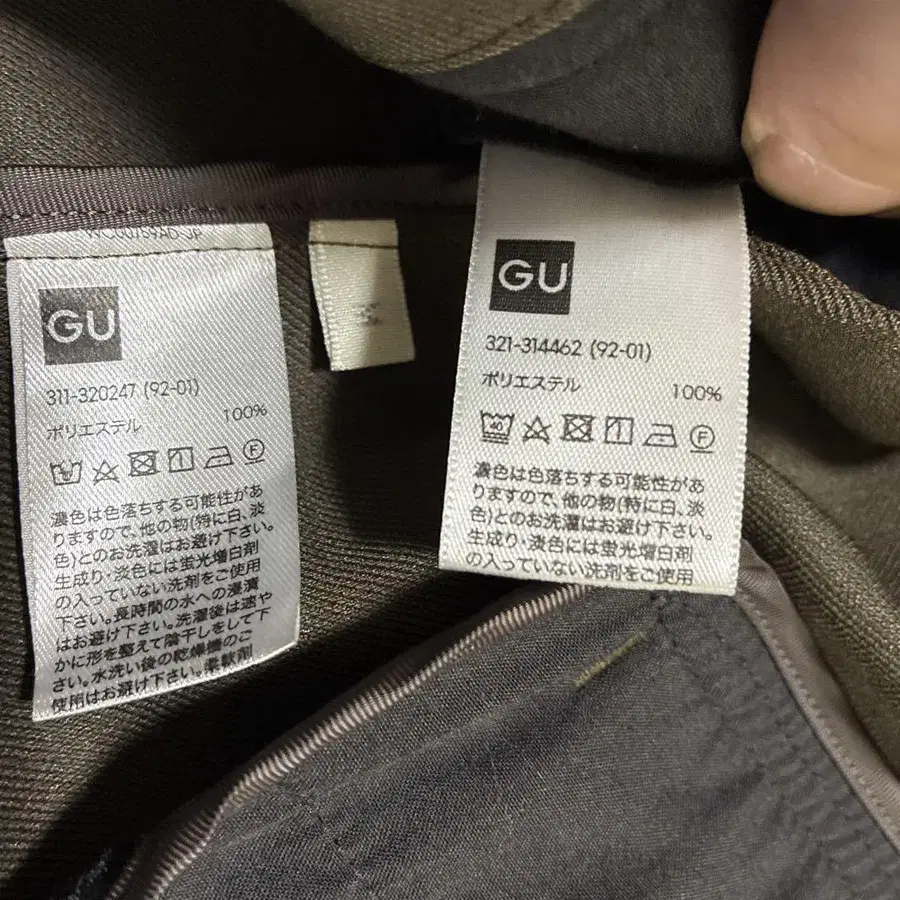 GU
311-320247 (92-01)
ポリエステル 100%
濃色は色落ちする可能性があ
りますので、他の物(特に白、淡
色)とのお洗濯はお避け下さい。
生成り・淡色には蛍光増白剤
の入っていない洗剤をご使用
下さい。長時間の水への浸漬
はお避け下さい。洗濯後は速や
かに形を整えて陰干しをして下
さい。水洗い後の乾燥機のご
使用はお避け下さい。柔軟剤
GU
321-314462 (92-01)
ポリエステル 100%
40
F
濃色は色落ちする可能性があ
りますので、他の物(特に白、淡
色)とのお洗濯はお避け下さい。
生成り・淡色には蛍光増白剤
の入っていない洗剤をご使用